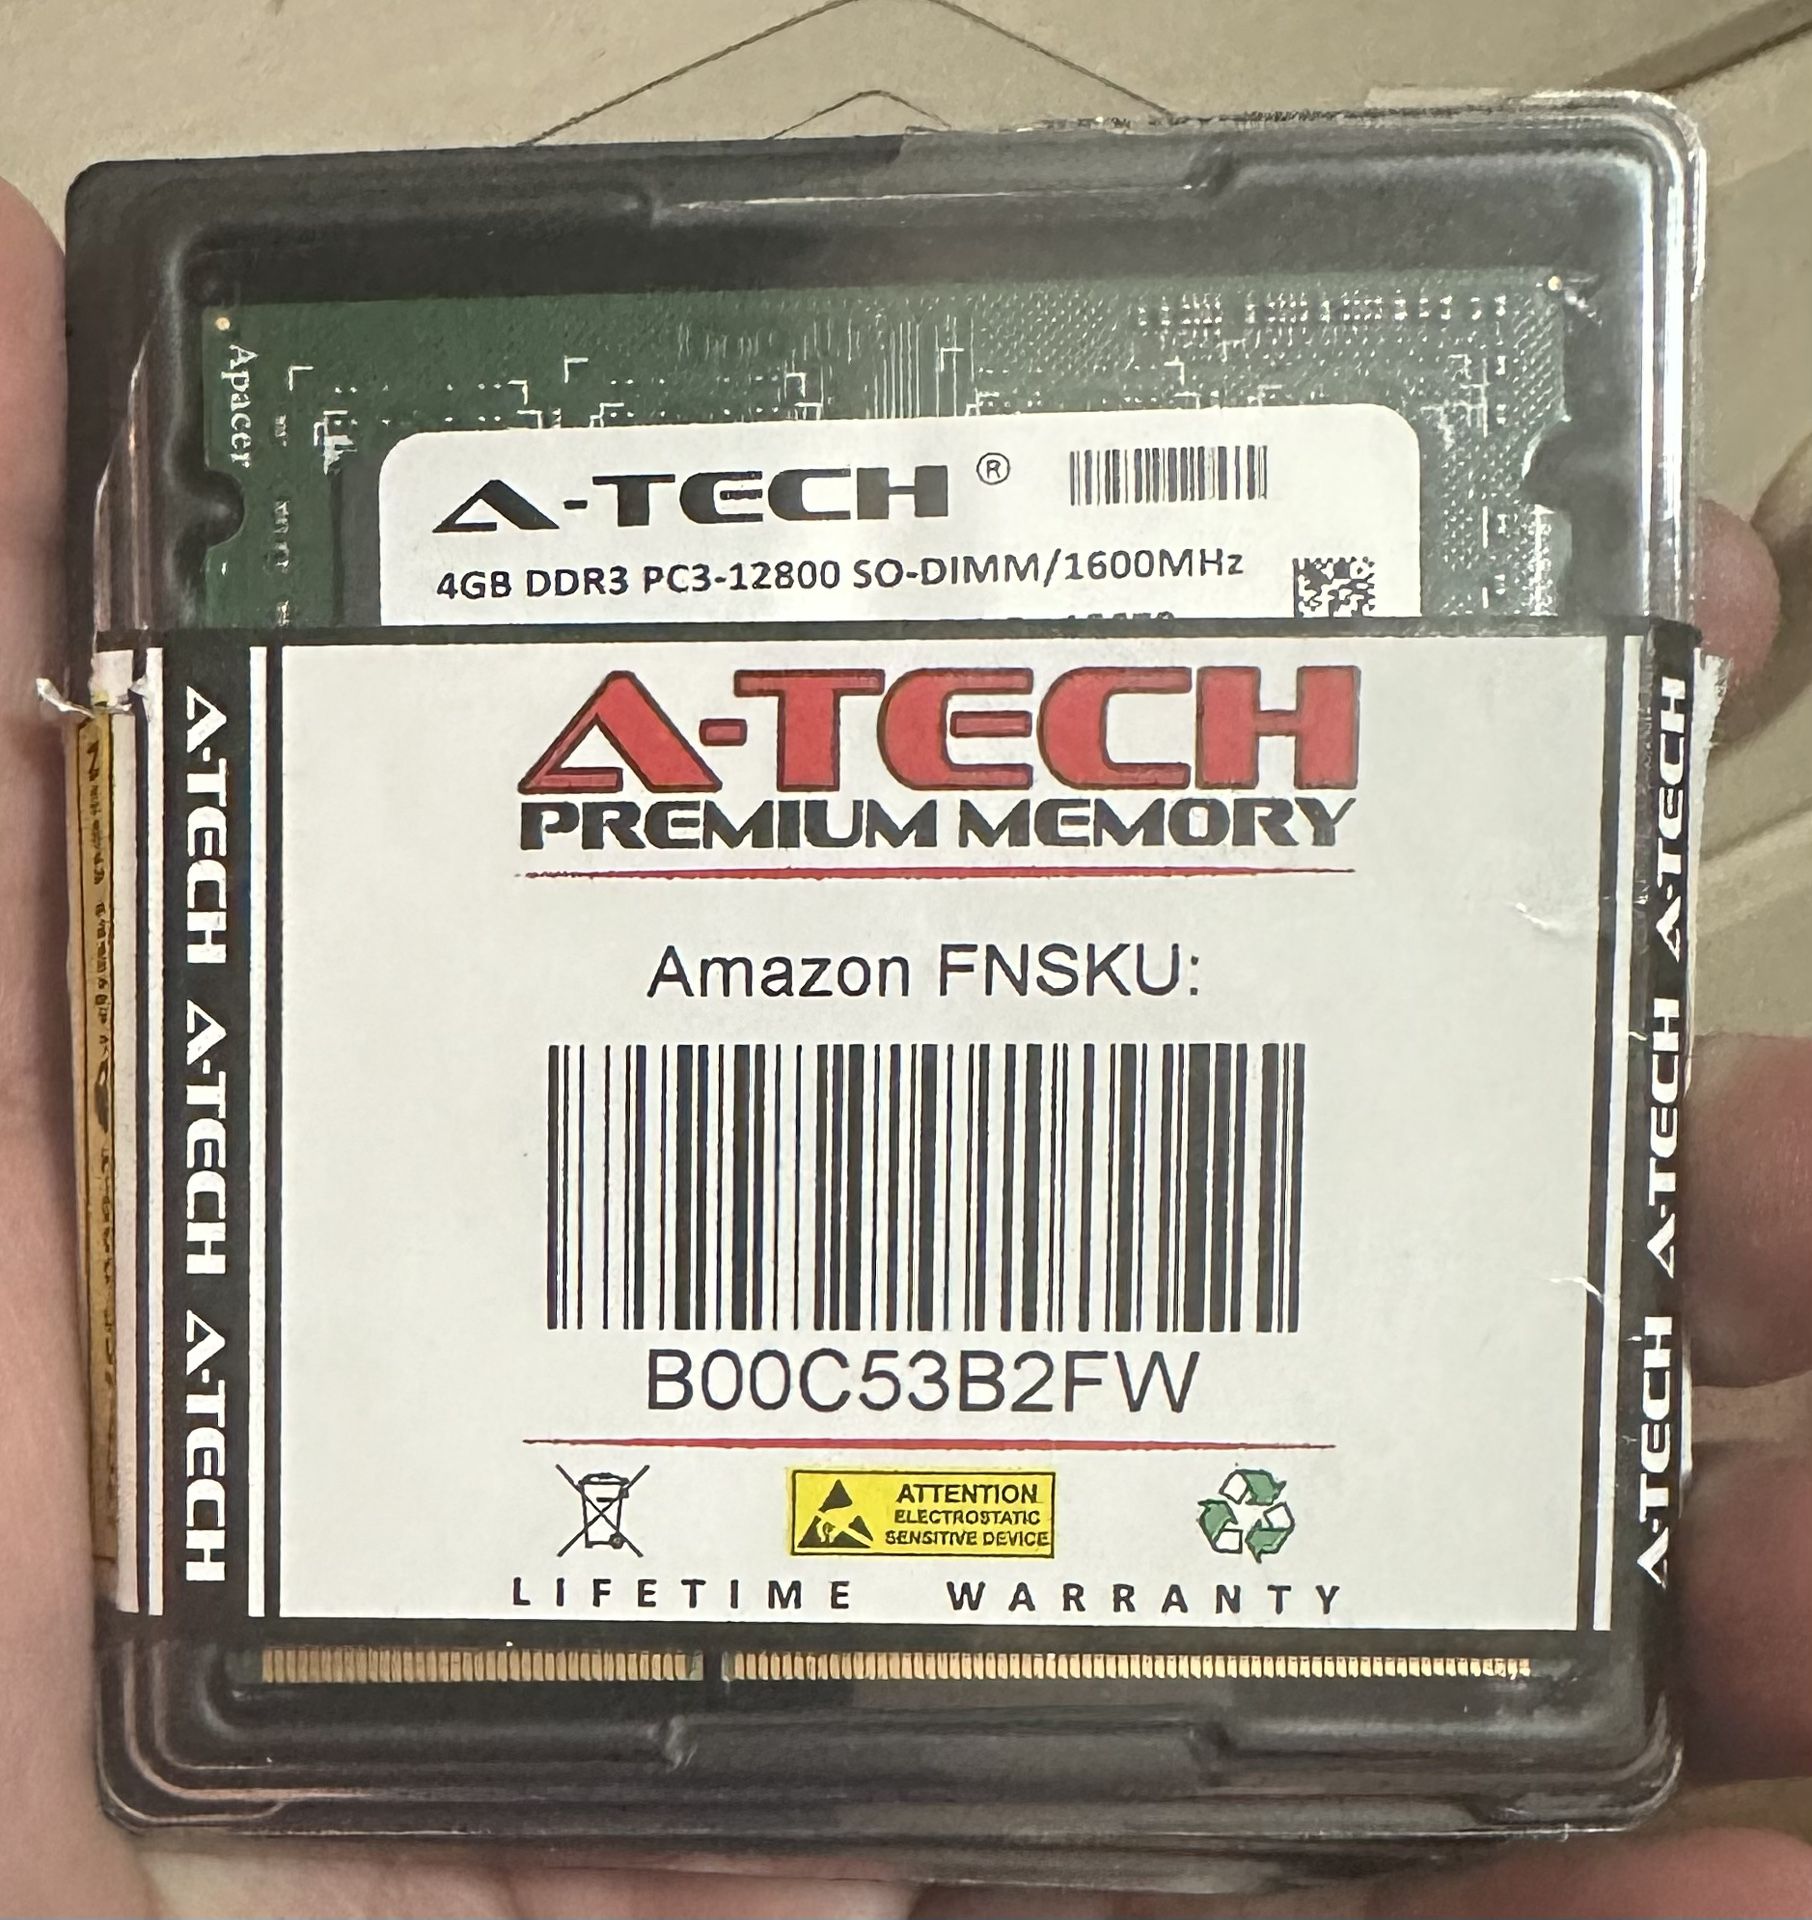 Apacer
A-TECH ®
4GB DDR3 PC3-12800 SO-DIMM/1600MHz
A-TECH
PREMIUM MEMORY
Amazon FNSKU:
B00C53B2FW
ATTENTION
ELECTROSTATIC
SENSITIVE DEVICE
LIFETIME WARRANTY
A-TECH A-TECH A-TECH
A-TECH A-TECH A-TECH